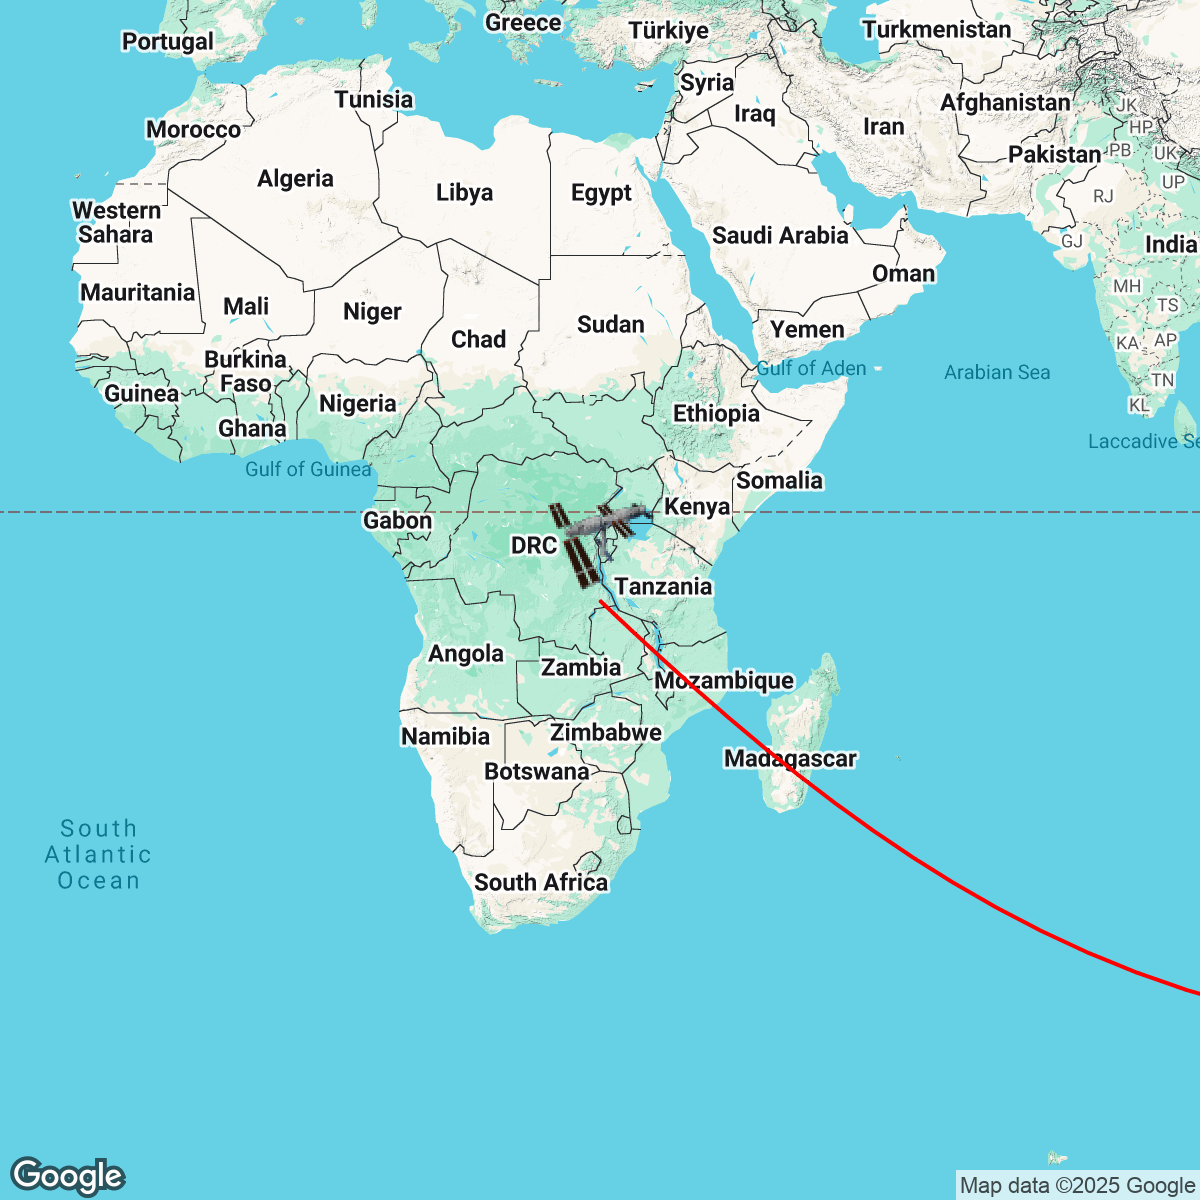 Greece
Türkiye
Turkmenistan
Portugal
Syria
Tunisia
Afghanistan
JK
Iraq
Iran
HP
Morocco
Pakistan
PB
UK
Algeria
Libya
Egypt
UP
RJ
Western
Sahara
Saudi Arabia
GJ
India
Oman
Mauritania
Mali
Niger
MH
TS
Sudan
Yemen
Chad
KA
AP
Burkina
Faso
Gulf of Aden
Arabian Sea
TN
Guinea
Nigeria
Ethiopia
KL
Ghana
Laccadive Se
Gulf of Guinea
Somalia
Kenya
Gabon
DRC
Tanzania
Angola
Zambia
Mozambique
Namibia
Zimbabwe
Madagascar
Botswana
South
Atlantic
Ocean
South Africa
Google
Map data ©2025 Google